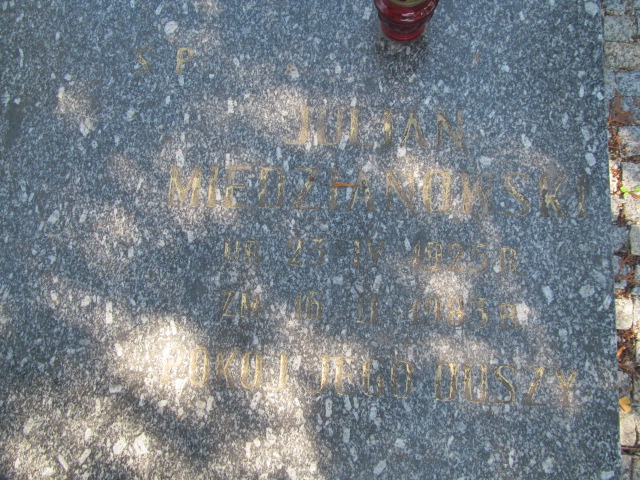 Ś P
JULIAN
MIEDZIANOWSKI
UR 23 IV 1925 R
ZM 16 II 1983 R
POKÓJ JEGO DUSZY